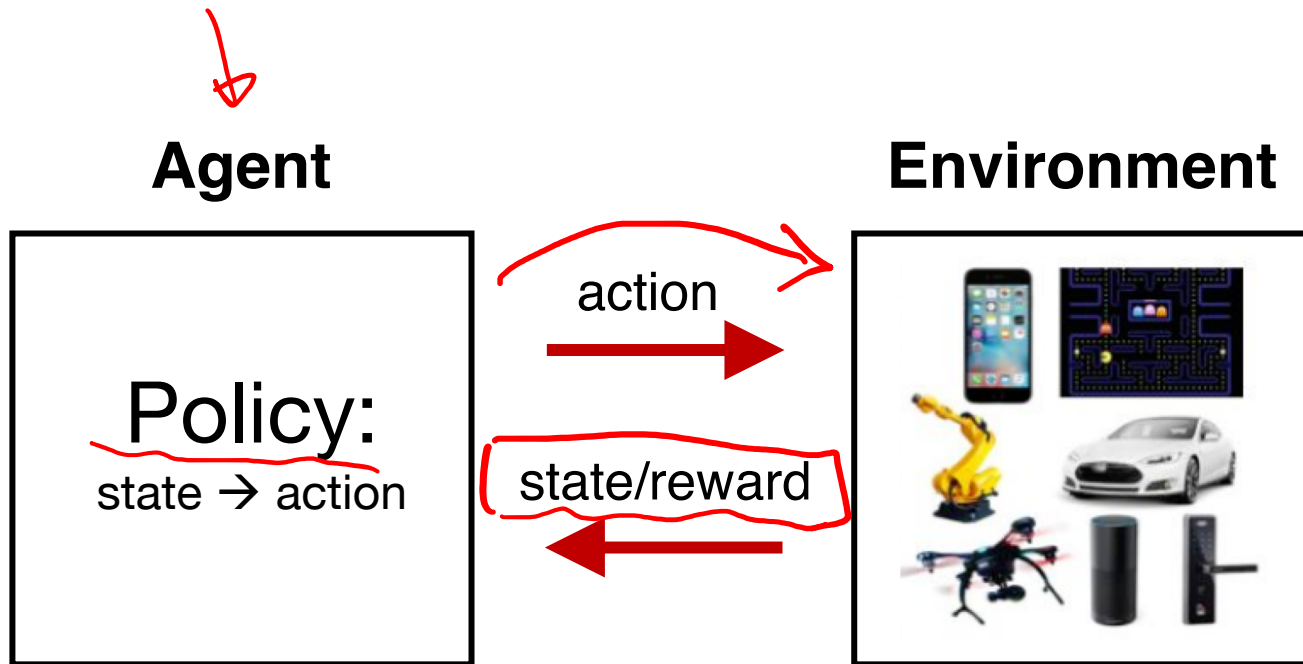 Agent
Environment
action
Policy:
state → action
state/reward